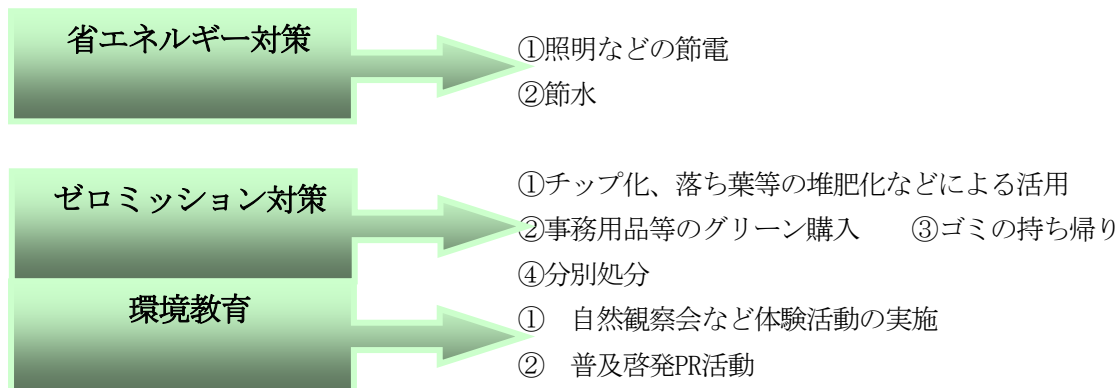 省エネルギー対策
①照明などの節電
②節水
ゼロミッション対策
①チップ化、落ち葉等の堆肥化などによる活用
②事務用品等のグリーン購入　　③ゴミの持ち帰り
④分別処分
環境教育
①　自然観察会など体験活動の実施
②　普及啓発PR活動